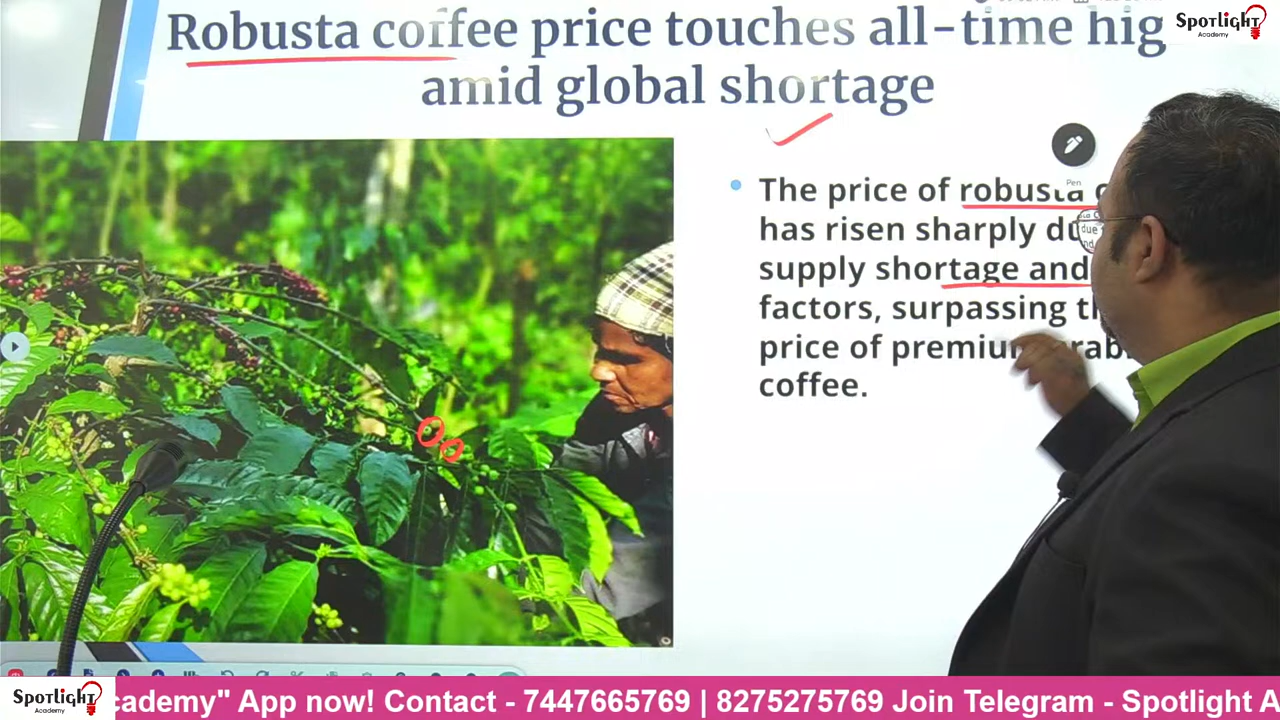 Robusta coffee price touches all-time hig
amid global shortage
Spotlight
Academy
Pen
The price of robusta
has risen sharply du
supply shortage and
factors, surpassing th
price of premium
coffee.
Spotlight
Academy
cademy" App now! Contact - 7447665769 | 8275275769 Join Telegram - Spotlight A